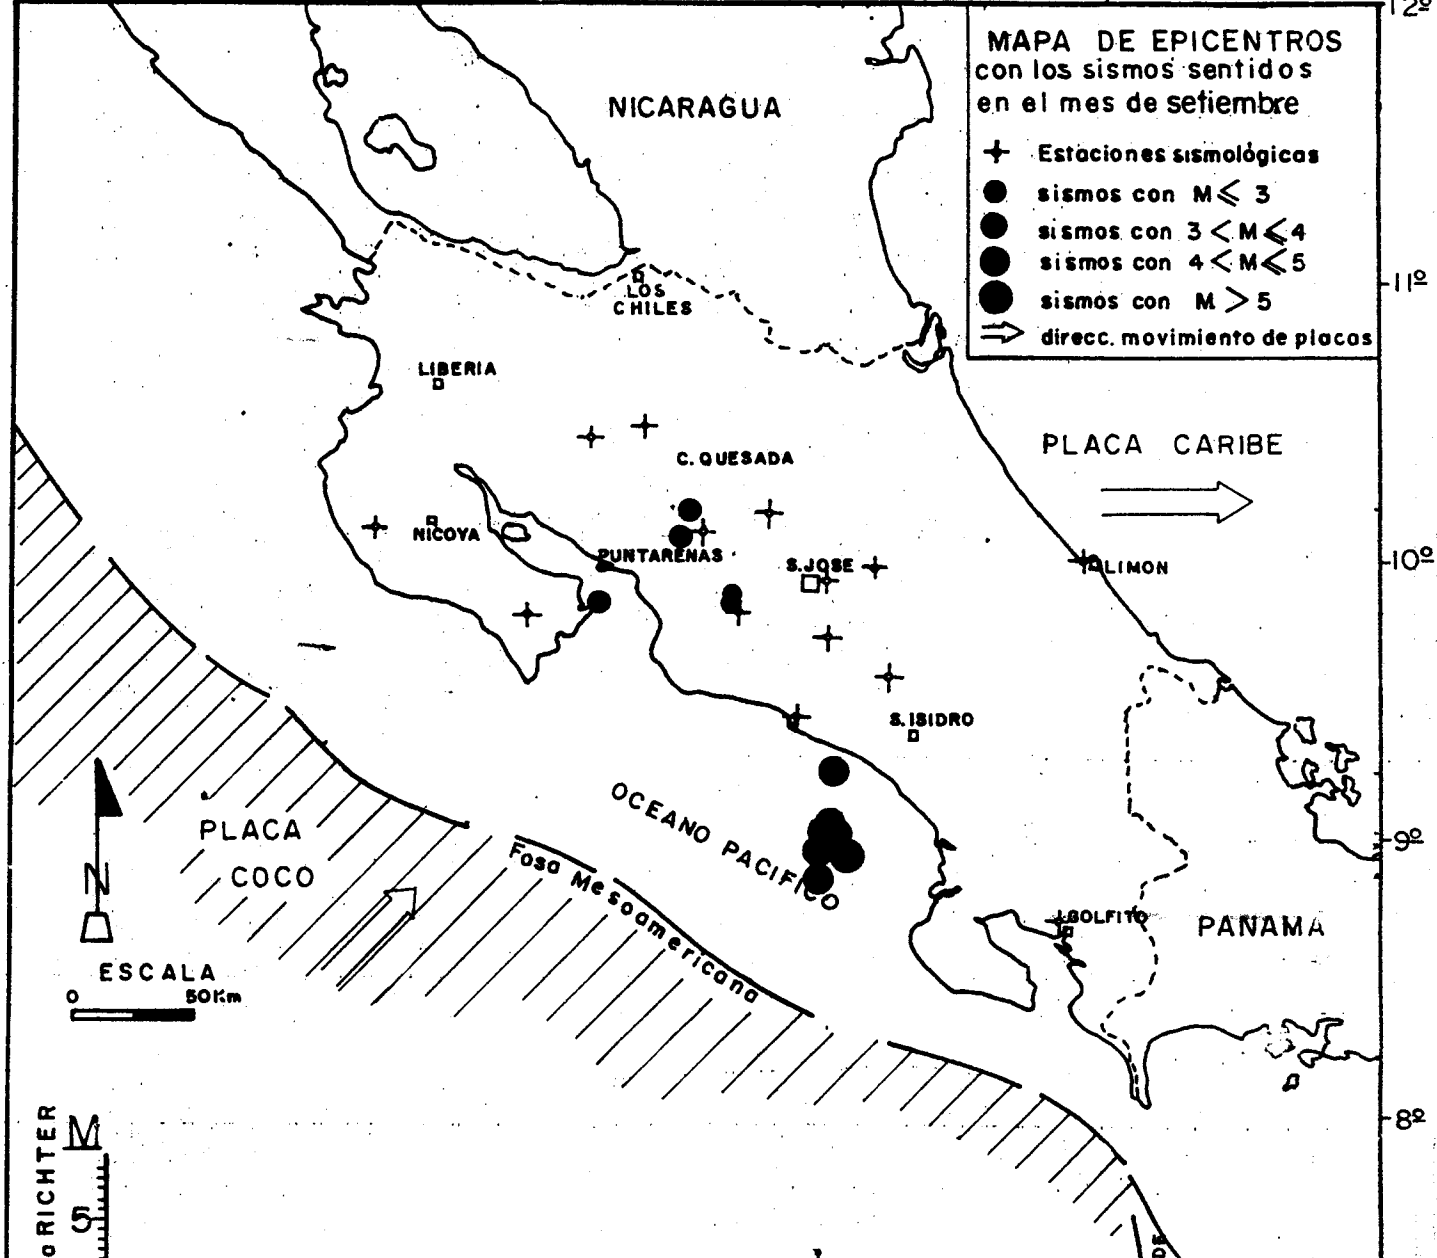 12º
MAPA DE EPICENTROS
con los sismos sentidos
en el mes de setiembre
Estaciones sismológicas
sismos con M ⩽ 3
sismos con 3 < M ⩽ 4
sismos con 4 < M ⩽ 5
sismos con M > 5
direcc. movimiento de placas
NICARAGUA
11º
LOS
CHILES
LIBERIA
C. QUESADA
PLACA CARIBE
NICOYA
PUNTARENAS
S. JOSE
LIMON
10º
S. ISIDRO
OCEANO PACIFICO
9º
PLACA
COCO
Fosa Mesoamericana
GOLFITO
PANAMA
N
ESCALA
0 50 Km
8º
M
RICHTER
5
DE